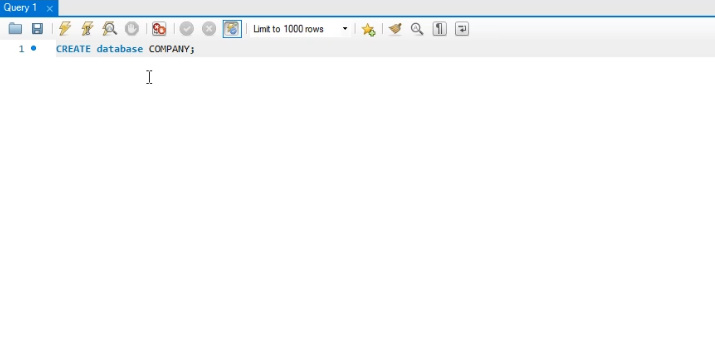 Query 1
Limit to 1000 rows
1 CREATE database COMPANY;